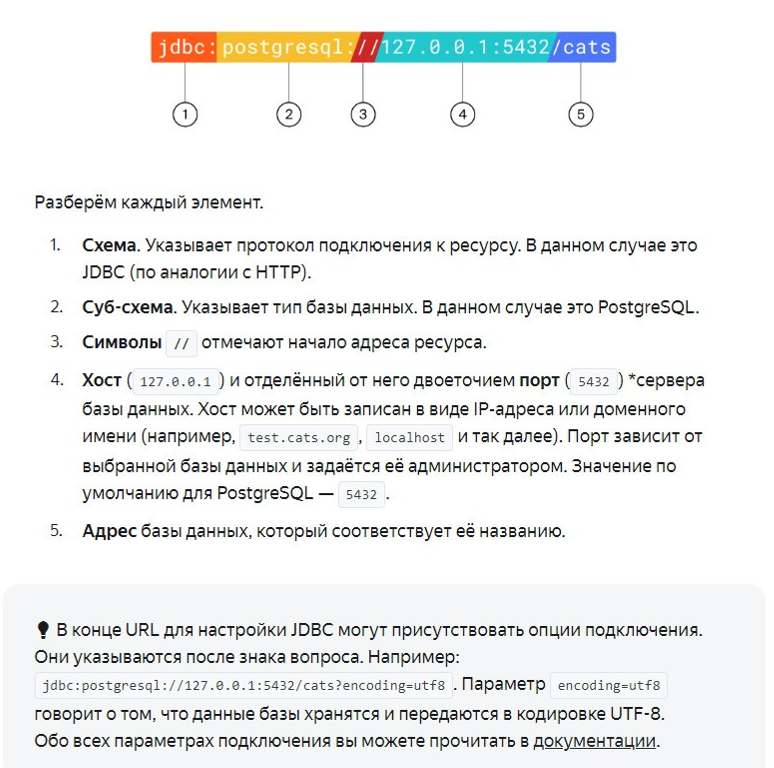 jdbc:postgresql://127.0.0.1:5432/cats
1 2 3 4 5
Разберём каждый элемент.
1. Схема. Указывает протокол подключения к ресурсу. В данном случае это
JDBC (по аналогии с HTTP).
2. Суб-схема. Указывает тип базы данных. В данном случае это PostgreSQL.
3. Символы // отмечают начало адреса ресурса.
4. Хост (127.0.0.1) и отделённый от него двоеточием порт (5432) *сервера
базы данных. Хост может быть записан в виде IP-адреса или доменного
имени (например, test.cats.org, localhost и так далее). Порт зависит от
выбранной базы данных и задаётся её администратором. Значение по
умолчанию для PostgreSQL — 5432.
5. Адрес базы данных, который соответствует её названию.
В конце URL для настройки JDBC могут присутствовать опции подключения.
Они указываются после знака вопроса. Например:
jdbc:postgresql://127.0.0.1:5432/cats?encoding=utf8. Параметр encoding=utf8
говорит о том, что данные базы хранятся и передаются в кодировке UTF-8.
Обо всех параметрах подключения вы можете прочитать в документации.